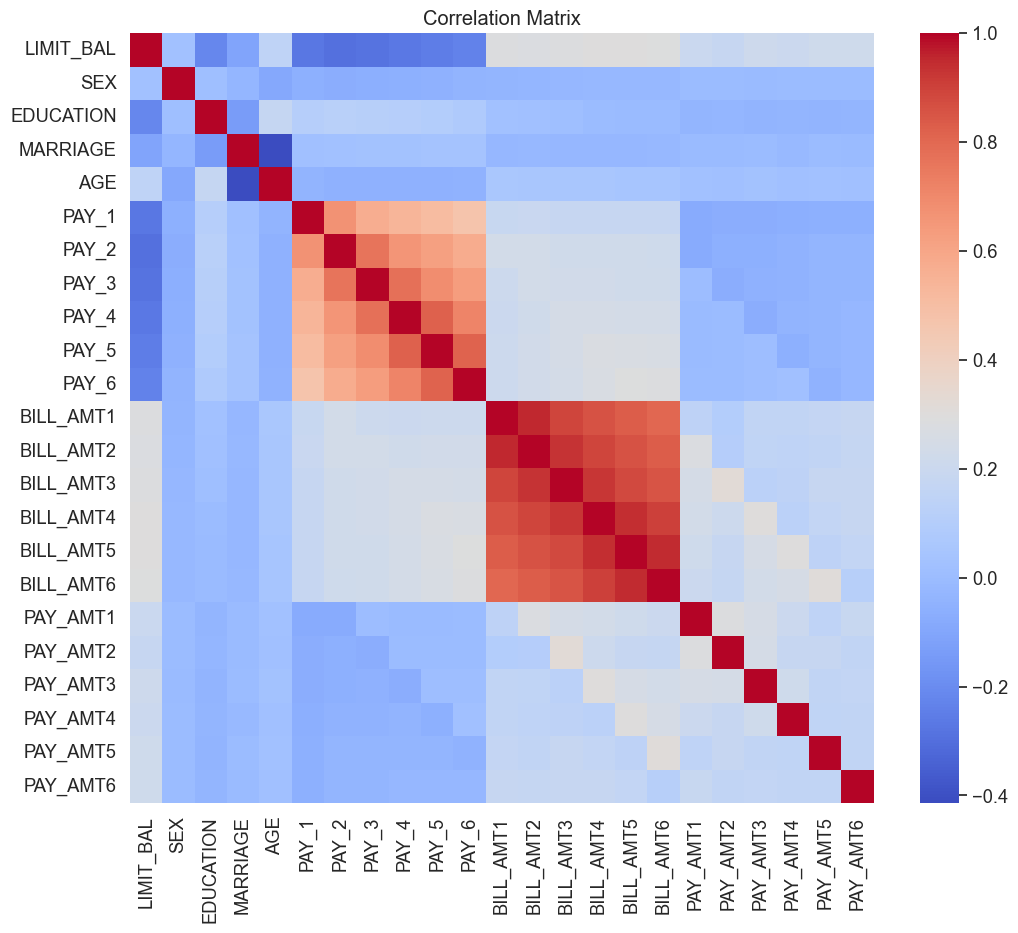 Correlation Matrix
LIMIT_BAL
SEX
EDUCATION
MARRIAGE
AGE
PAY_1
PAY_2
PAY_3
PAY_4
PAY_5
PAY_6
BILL_AMT1
BILL_AMT2
BILL_AMT3
BILL_AMT4
BILL_AMT5
BILL_AMT6
PAY_AMT1
PAY_AMT2
PAY_AMT3
PAY_AMT4
PAY_AMT5
PAY_AMT6
LIMIT_BAL
SEX
EDUCATION
MARRIAGE
AGE
PAY_1
PAY_2
PAY_3
PAY_4
PAY_5
PAY_6
BILL_AMT1
BILL_AMT2
BILL_AMT3
BILL_AMT4
BILL_AMT5
BILL_AMT6
PAY_AMT1
PAY_AMT2
PAY_AMT3
PAY_AMT4
PAY_AMT5
PAY_AMT6
1.0
0.8
0.6
0.4
0.2
0.0
−0.2
−0.4